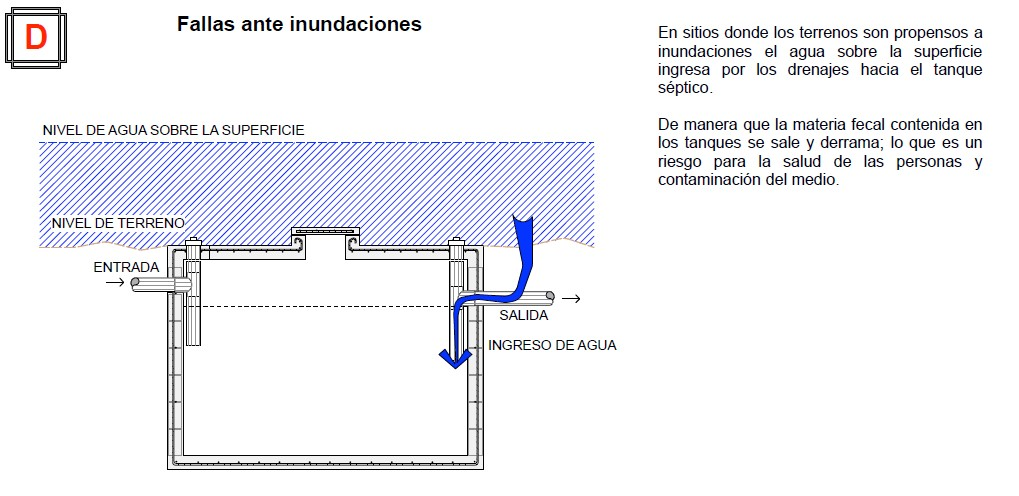 D
Fallas ante inundaciones
En sitios donde los terrenos son propensos a
inundaciones el agua sobre la superficie
ingresa por los drenajes hacia el tanque
séptico.
De manera que la materia fecal contenida en
los tanques se sale y derrama; lo que es un
riesgo para la salud de las personas y
contaminación del medio.
NIVEL DE AGUA SOBRE LA SUPERFICIE
NIVEL DE TERRENO
ENTRADA
SALIDA
INGRESO DE AGUA